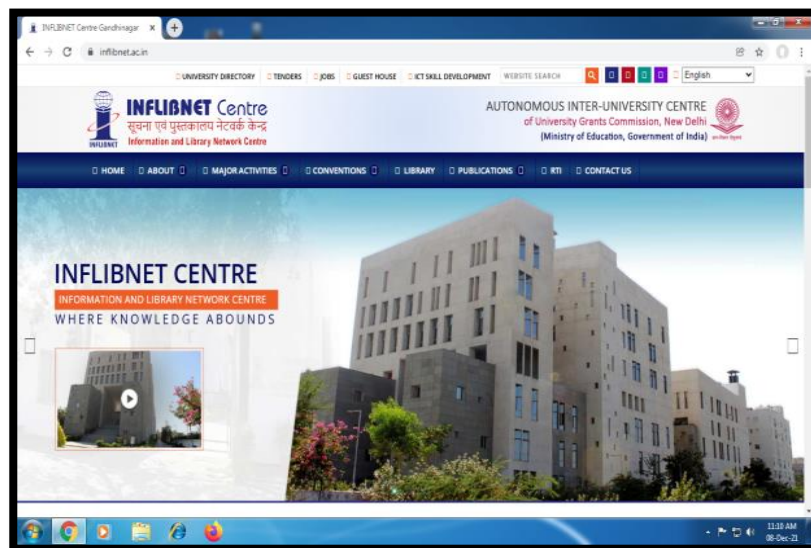 INFLIBNET Centre Gandhinagar
inflibnet.ac.in
UNIVERSITY DIRECTORY TENDERS JOBS GUEST HOUSE ICT SKILL DEVELOPMENT WEBSITE SEARCH English
INFLIBNET Centre
सूचना एवं पुस्तकालय नेटवर्क केन्द्र
Information and Library Network Centre
INFLIBNET
AUTONOMOUS INTER-UNIVERSITY CENTRE
of University Grants Commission, New Delhi
(Ministry of Education, Government of India)
HOME ABOUT MAJOR ACTIVITIES CONVENTIONS LIBRARY PUBLICATIONS RTI CONTACT US
INFLIBNET CENTRE
INFORMATION AND LIBRARY NETWORK CENTRE
WHERE KNOWLEDGE ABOUNDS
11:10 AM
08-Dec-21